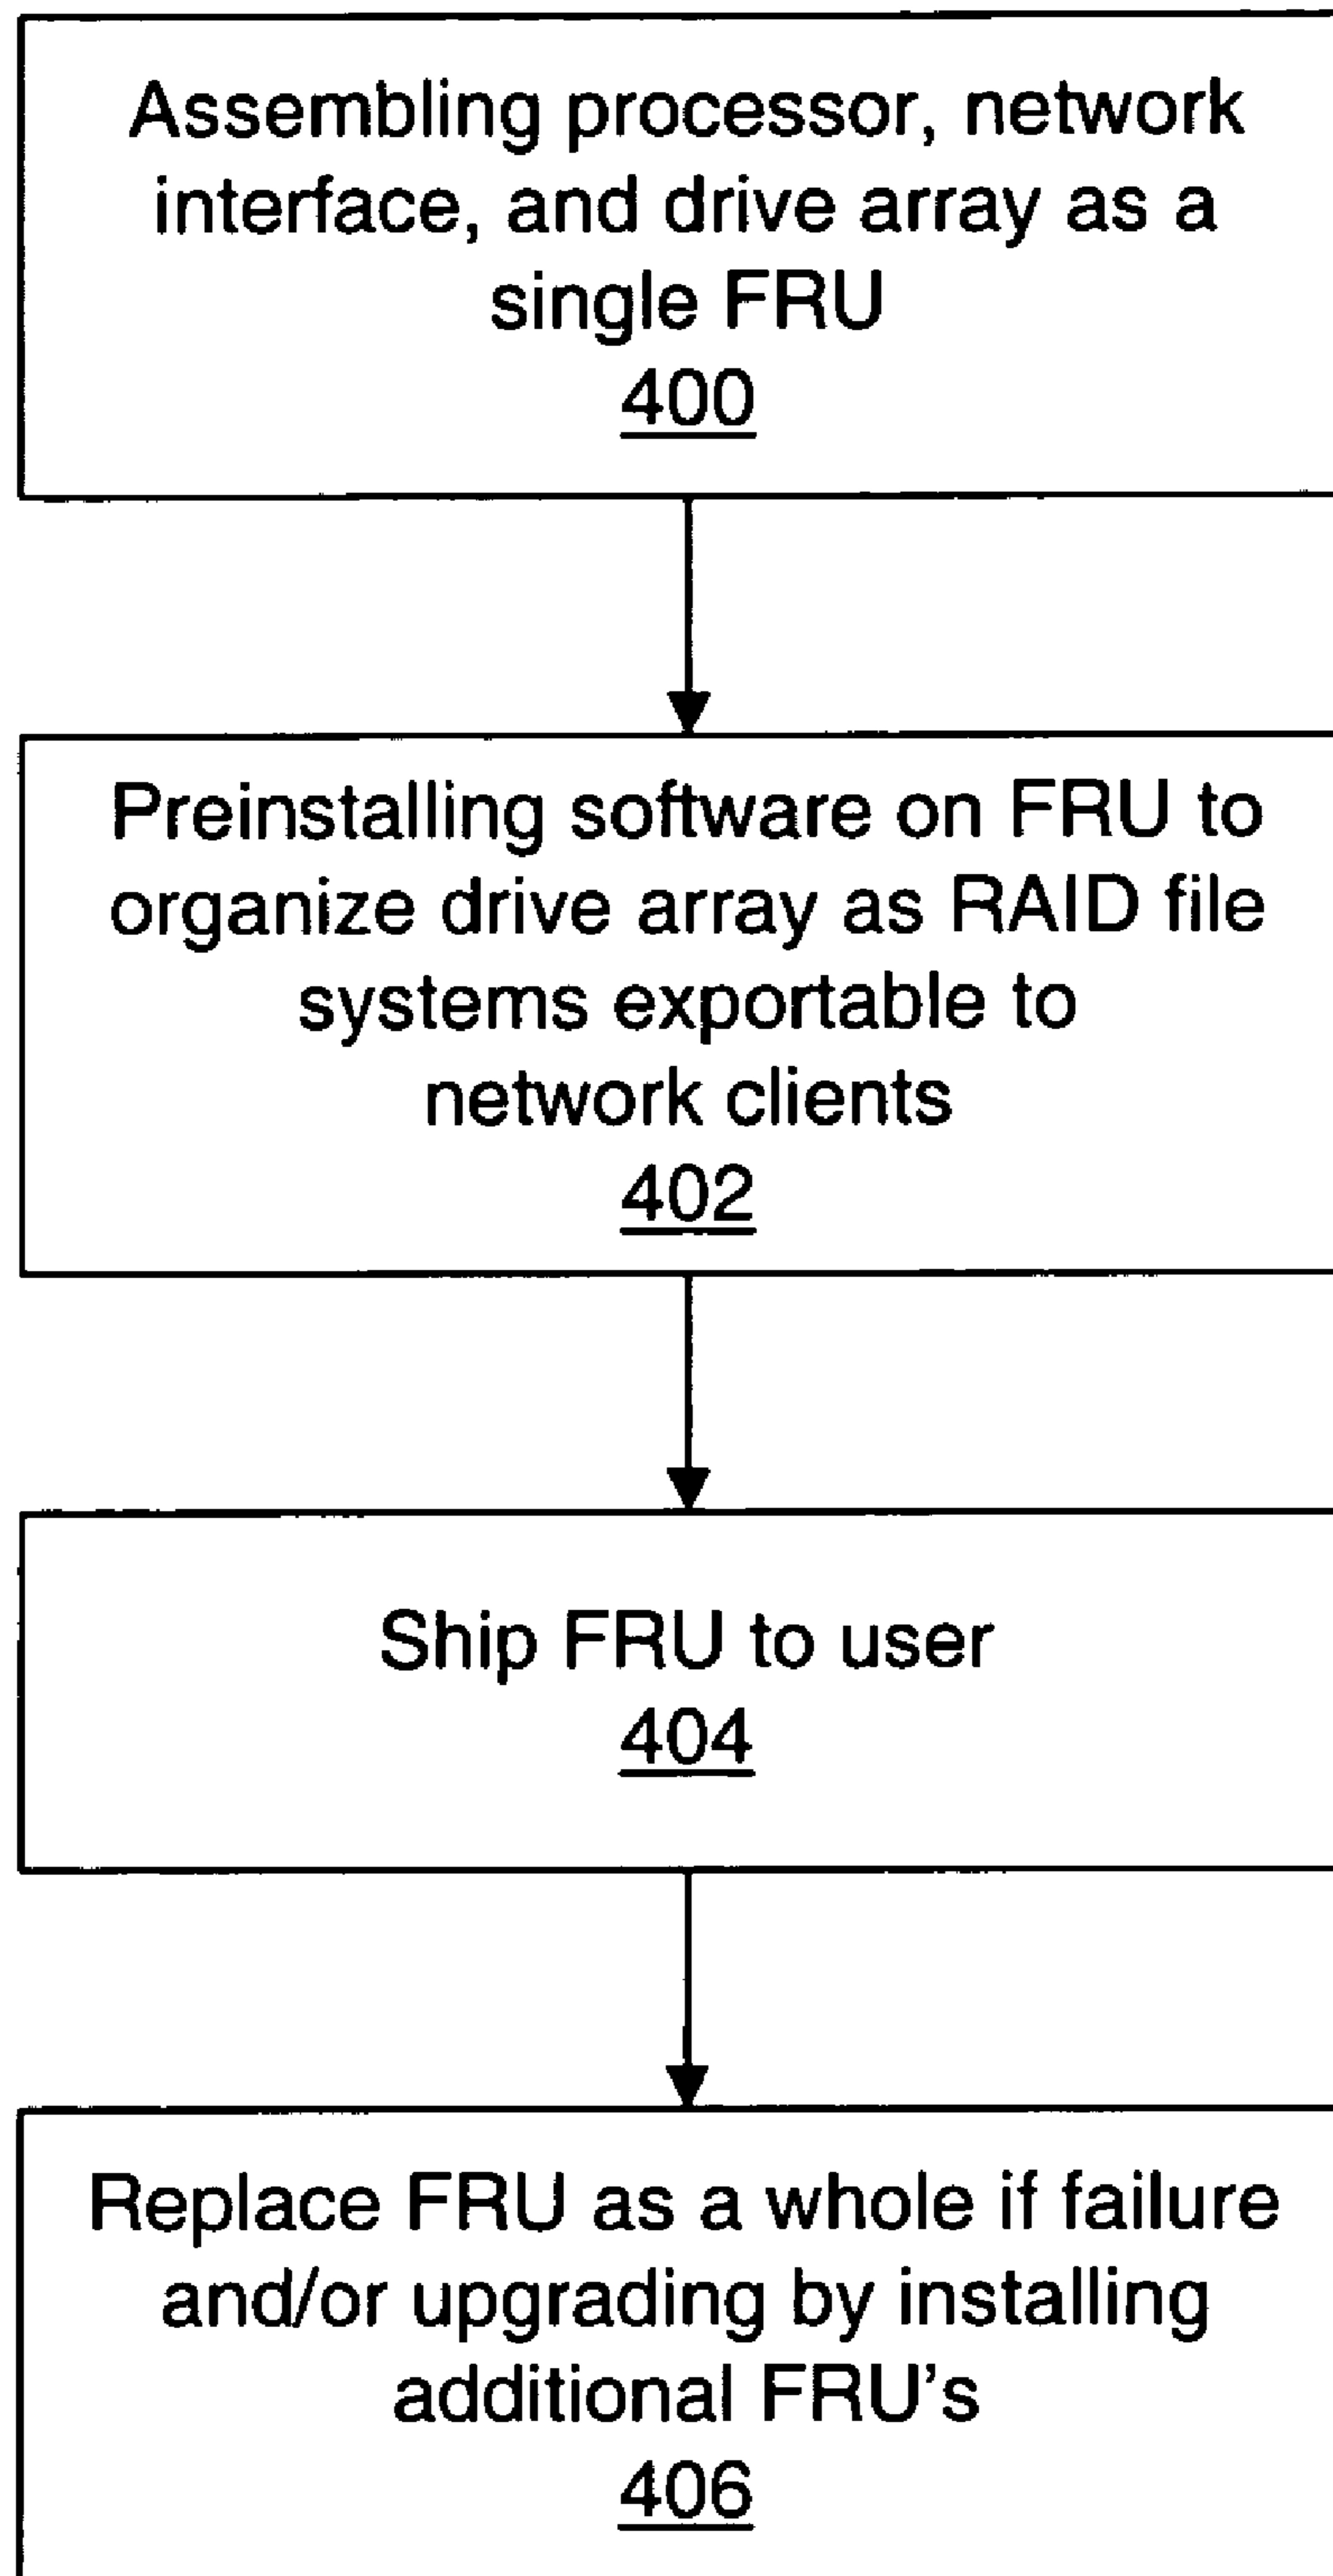 Assembling processor, network
interface, and drive array as a
single FRU
400
Preinstalling software on FRU to
organize drive array as RAID file
systems exportable to
network clients
402
Ship FRU to user
404
Replace FRU as a whole if failure
and/or upgrading by installing
additional FRU's
406